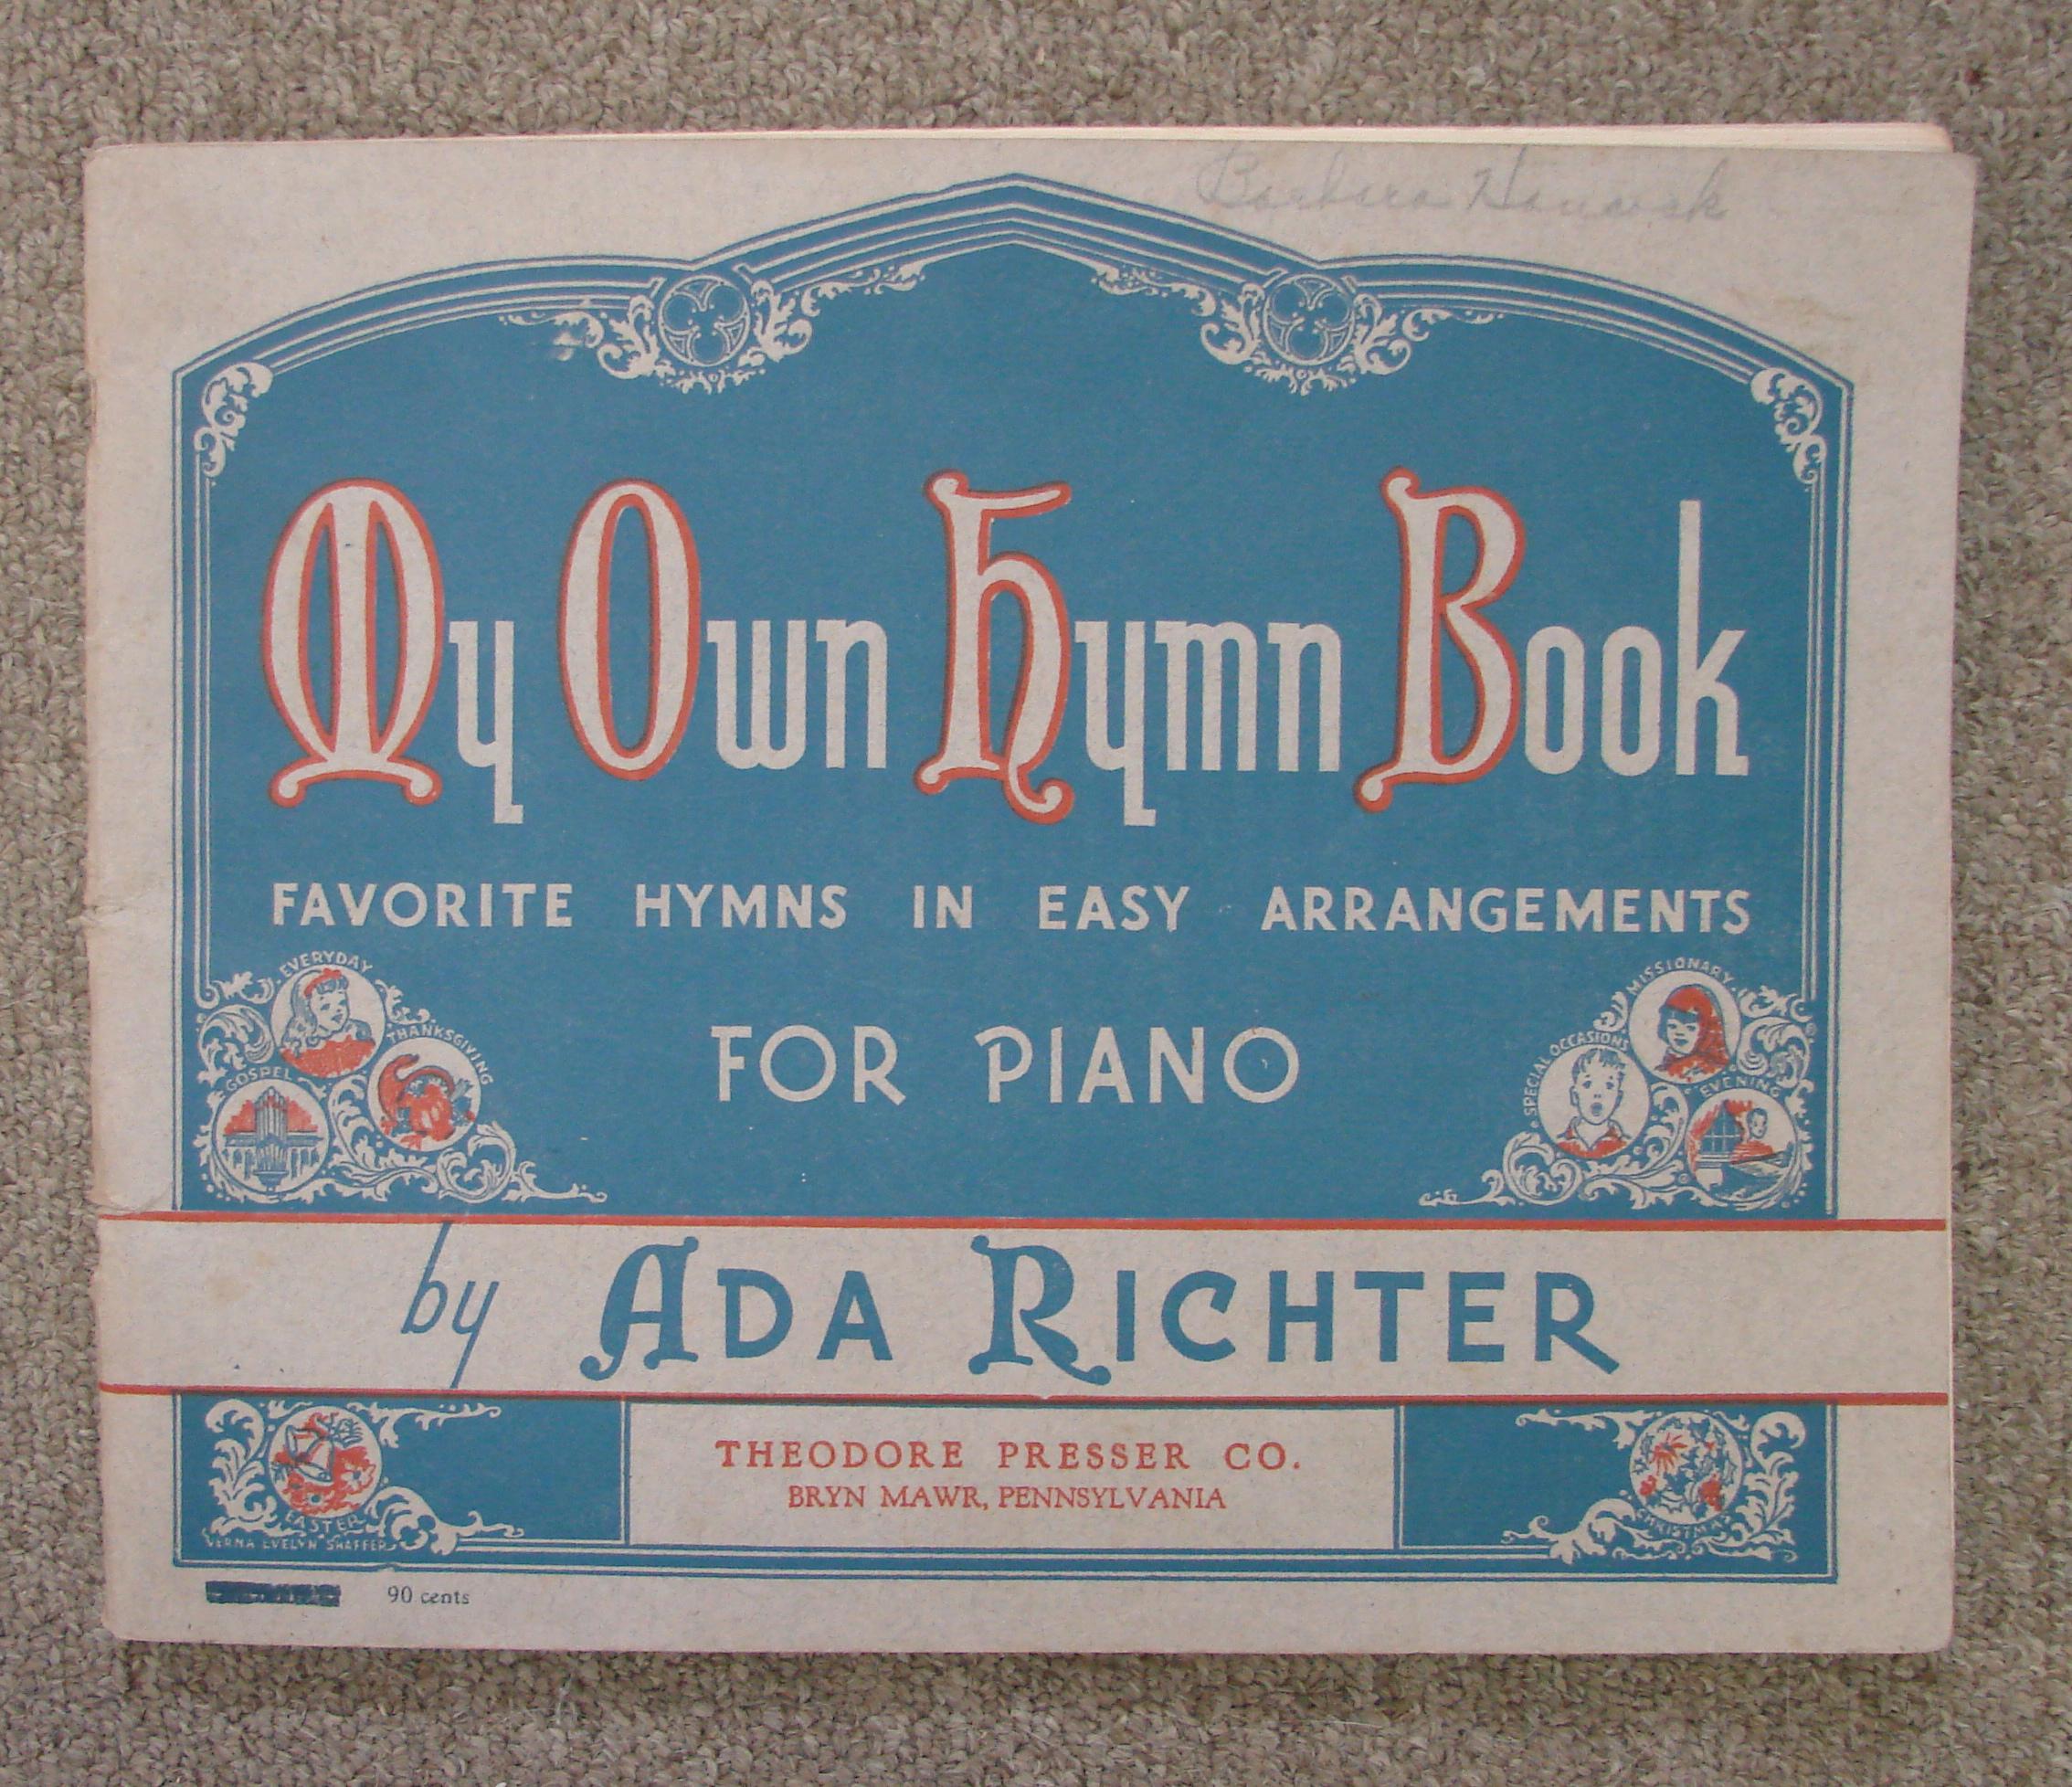 Barbara
My Own Hymn Book
FAVORITE HYMNS IN EASY ARRANGEMENTS
EVERYDAY
THANKSGIVING
GOSPEL
FOR PIANO
MISSIONARY
SPECIAL OCCASIONS
EVENING
by ADA RICHTER
THEODORE PRESSER CO.
BRYN MAWR, PENNSYLVANIA
EASTER
VERNA EVELYN SHAFFER
CHRISTMAS
90 cents